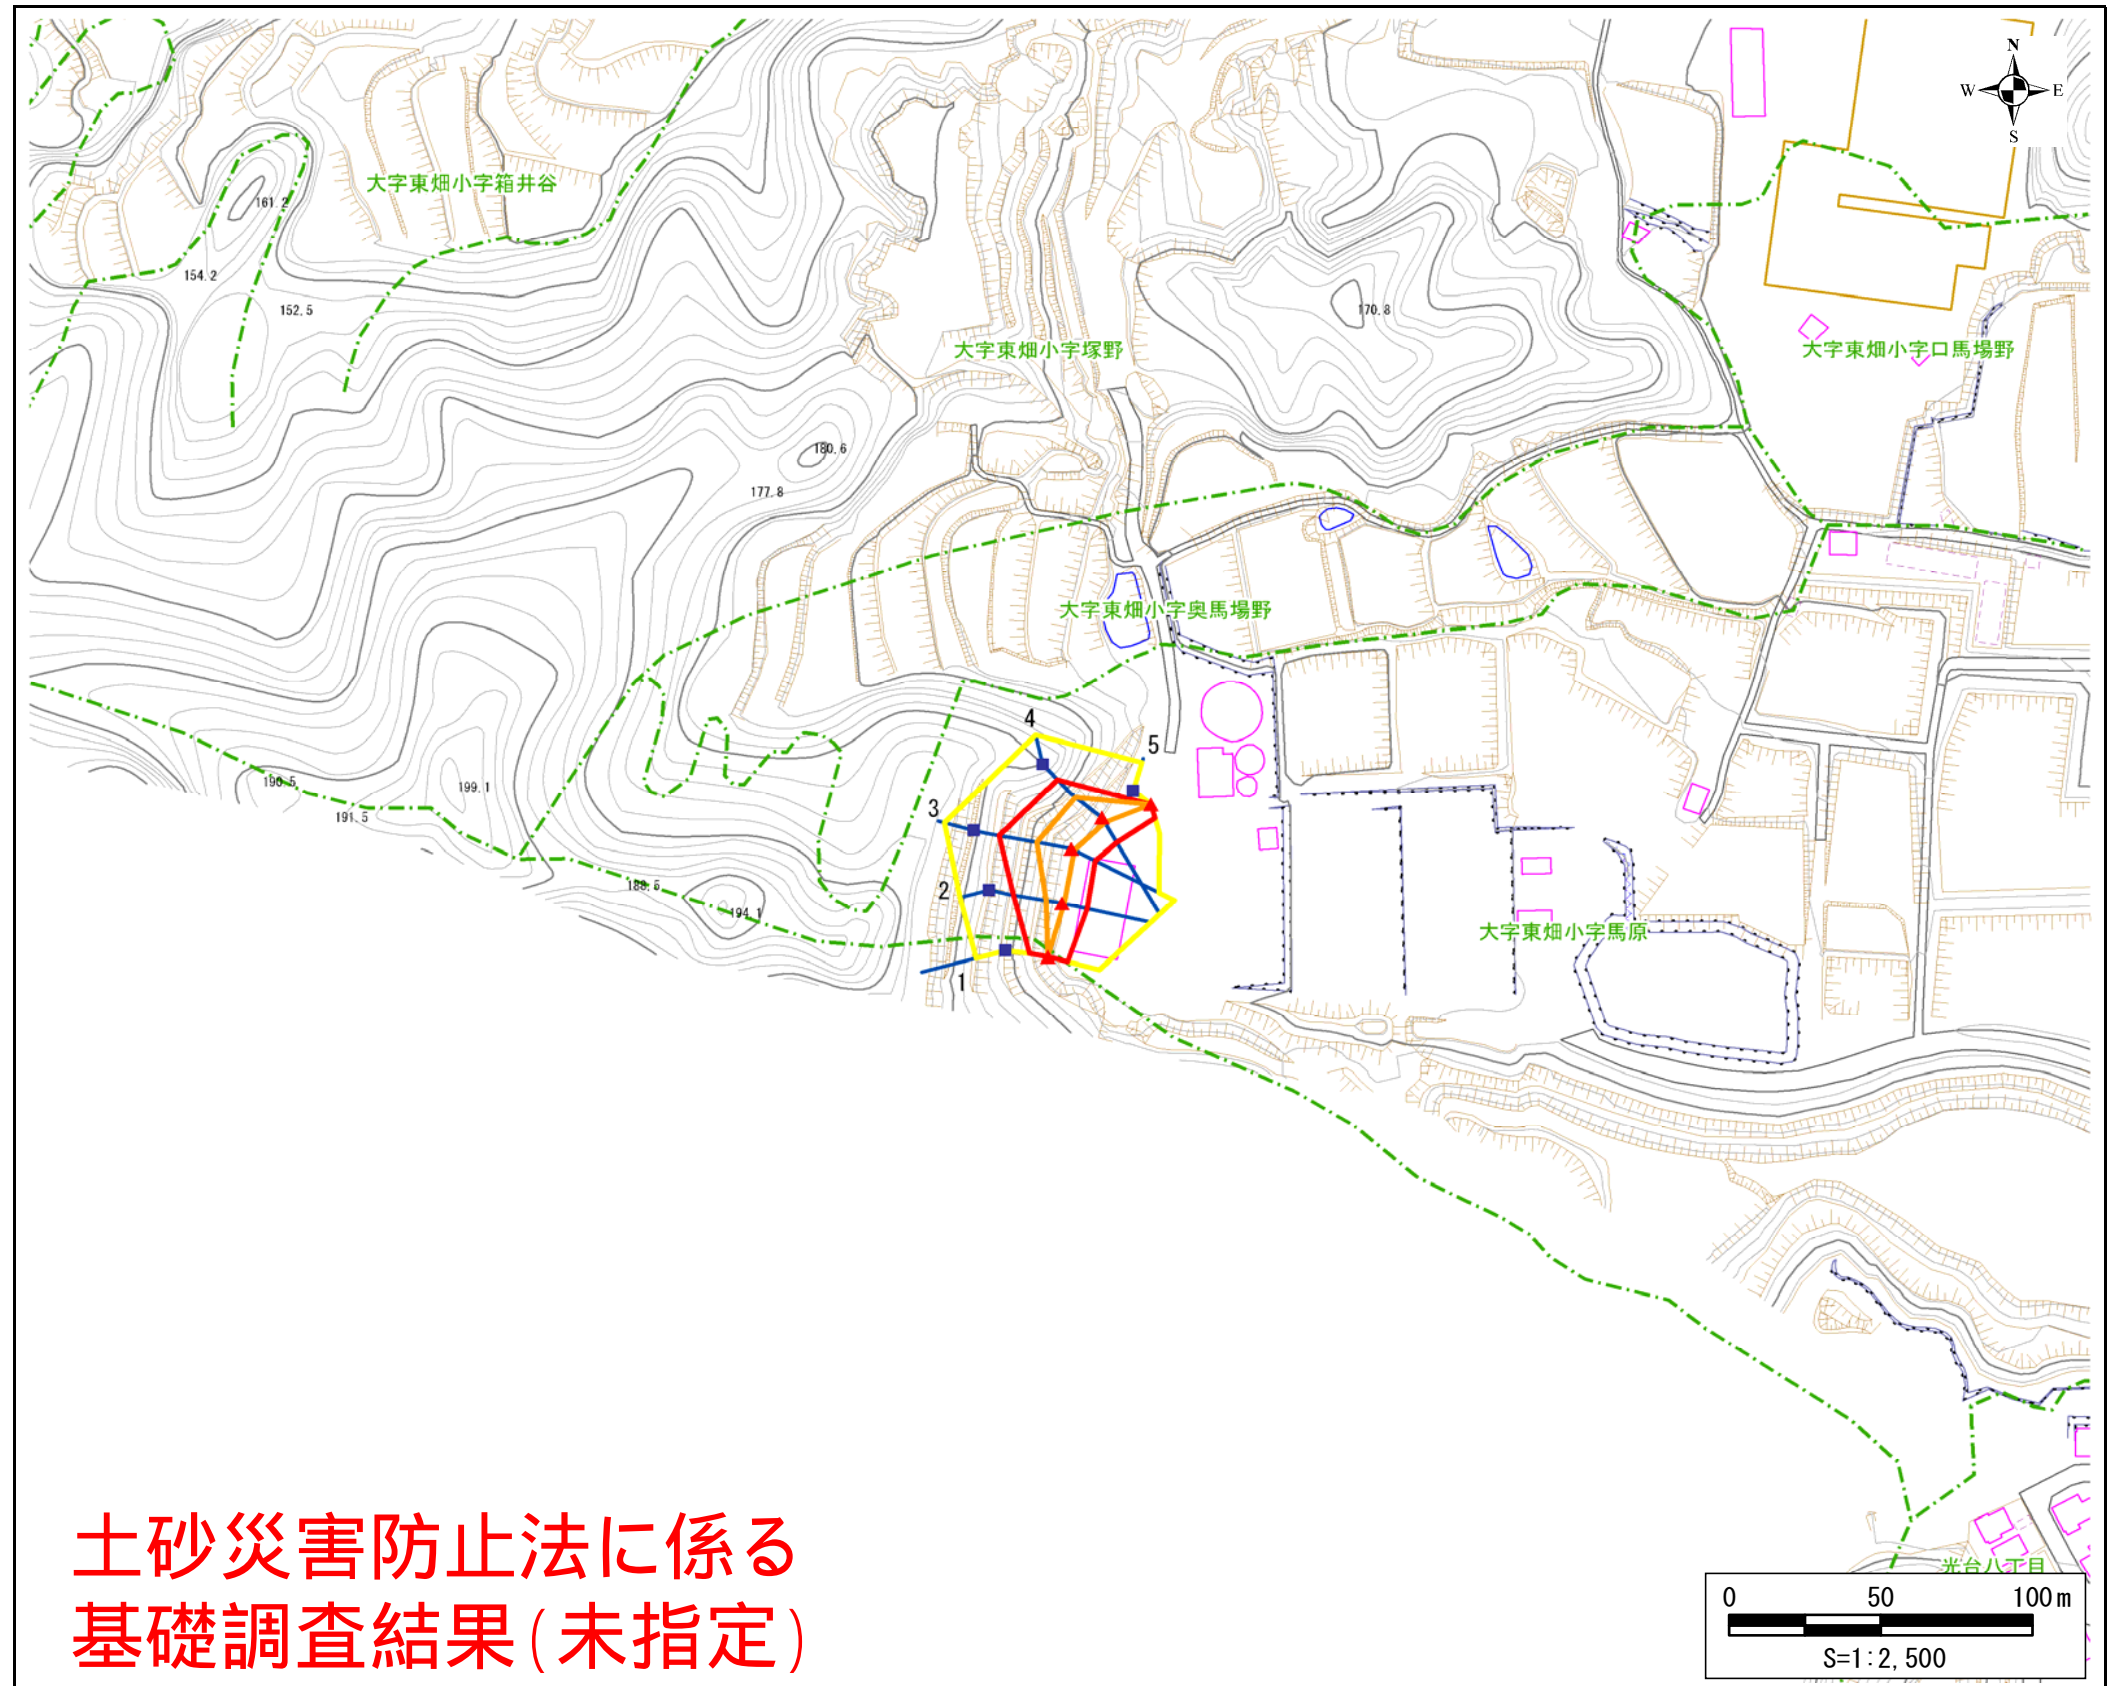 N
W E
S
大字東畑小字箱井谷
161.2
154.2
152.5
170.8
大字東畑小字塚野
大字東畑小字口馬場野
180.6
177.8
大字東畑小字奥馬場野
4
5
190.5
199.1
191.5
3
188.5
2
194.1
大字東畑小字馬原
1
土砂災害防止法に係る
基礎調査結果(未指定)
光台八丁目
0 50 100m
S=1:2,500